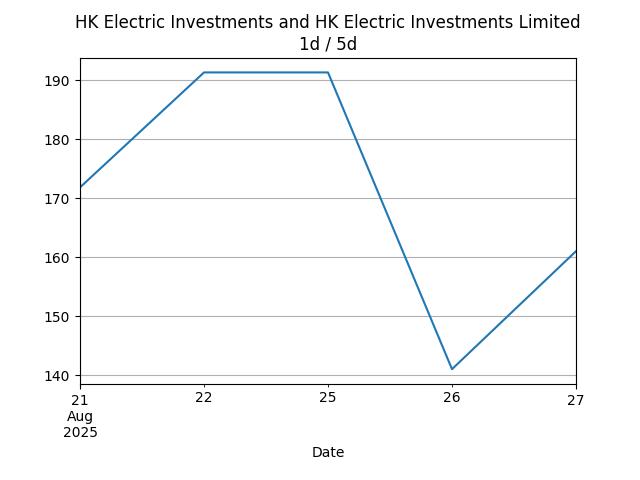 HK Electric Investments and HK Electric Investments Limited
1d / 5d
190
180
170
160
150
140
21 22 25 26 27
Aug
2025
Date